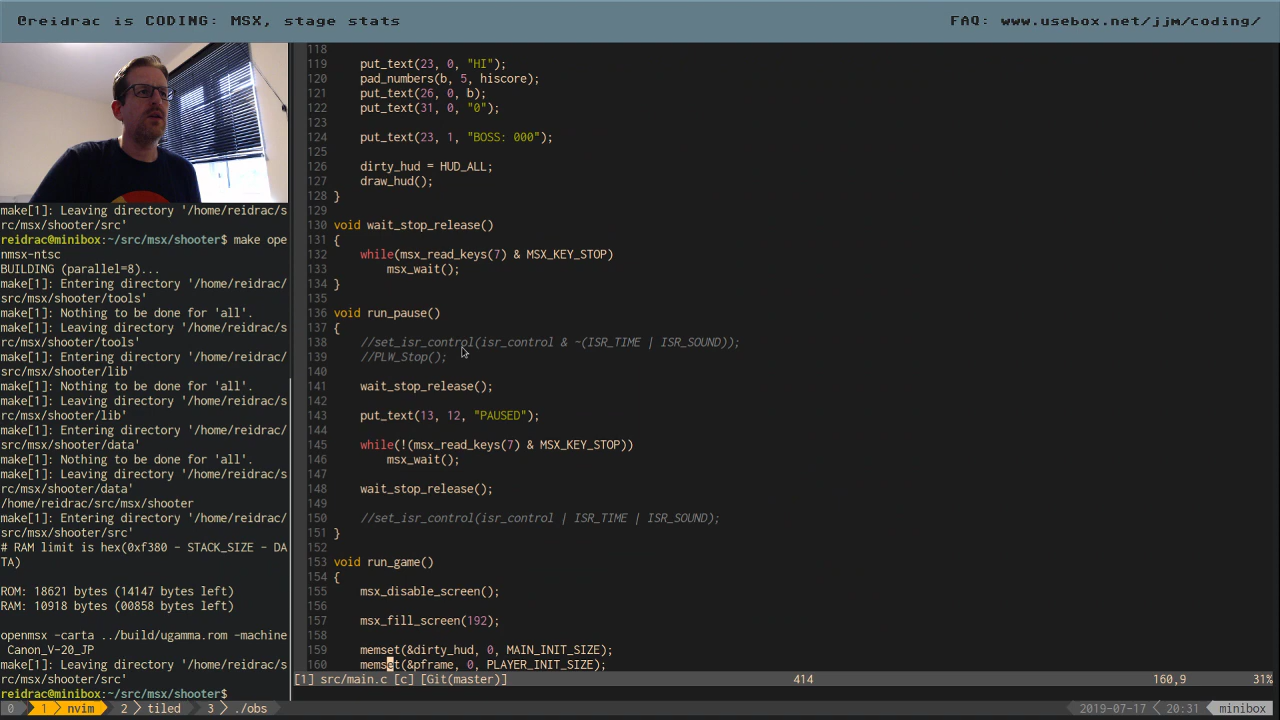 @reidrac is CODING: MSX, stage stats
FAQ: www.usebox.net/jjm/coding/
make[1]: Leaving directory '/home/reidrac/s
rc/msx/shooter/src'
reidrac@minibox:~/src/msx/shooter$ make ope
nmsx-ntsc
BUILDING (parallel=8)...
make[1]: Entering directory '/home/reidrac/
src/msx/shooter/tools'
make[1]: Nothing to be done for 'all'.
make[1]: Leaving directory '/home/reidrac/s
rc/msx/shooter/tools'
make[1]: Entering directory '/home/reidrac/
src/msx/shooter/lib'
make[1]: Nothing to be done for 'all'.
make[1]: Leaving directory '/home/reidrac/s
rc/msx/shooter/lib'
make[1]: Entering directory '/home/reidrac/
src/msx/shooter/data'
make[1]: Nothing to be done for 'all'.
make[1]: Leaving directory '/home/reidrac/s
rc/msx/shooter/data'
/home/reidrac/src/msx/shooter
make[1]: Entering directory '/home/reidrac/
src/msx/shooter/src'
# RAM limit is hex(0xf380 - STACK_SIZE - DA
TA)
ROM: 18621 bytes (14147 bytes left)
RAM: 10918 bytes (00858 bytes left)
openmsx -carta ../build/ugamma.rom -machine
Canon_V-20_JP
make[1]: Leaving directory '/home/reidrac/s
rc/msx/shooter/src'
reidrac@minibox:~/src/msx/shooter$
118
119 put_text(23, 0, "HI");
120 pad_numbers(b, 5, hiscore);
121 put_text(26, 0, b);
122 put_text(31, 0, "0");
123
124 put_text(23, 1, "BOSS: 000");
125
126 dirty_hud = HUD_ALL;
127 draw_hud();
128 }
129
130 void wait_stop_release()
131 {
132 while(msx_read_keys(7) & MSX_KEY_STOP)
133 msx_wait();
134 }
135
136 void run_pause()
137 {
138 //set_isr_control(isr_control & ~(ISR_TIME | ISR_SOUND));
139 //PLW_Stop();
140
141 wait_stop_release();
142
143 put_text(13, 12, "PAUSED");
144
145 while(!(msx_read_keys(7) & MSX_KEY_STOP))
146 msx_wait();
147
148 wait_stop_release();
149
150 //set_isr_control(isr_control | ISR_TIME | ISR_SOUND);
151 }
152
153 void run_game()
154 {
155 msx_disable_screen();
156
157 msx_fill_screen(192);
158
159 memset(&dirty_hud, 0, MAIN_INIT_SIZE);
160 memset(&pframe, 0, PLAYER_INIT_SIZE);
[1] src/main.c [c] [Git(master)] 414 160,9 31%
0 1 nvim 2 tiled 3 ./obs 2019-07-17 20:31 minibox